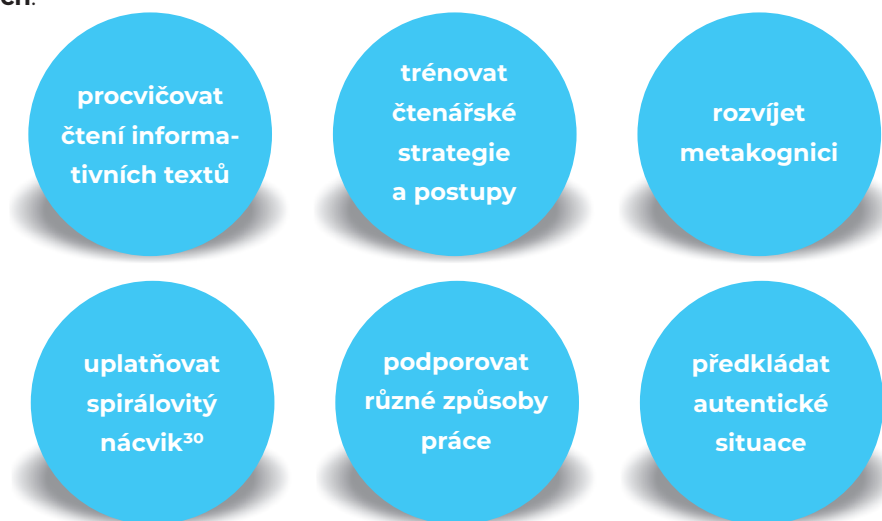 procvičovat
čtení informa-
tivních textů
trénovat
čtenářské
strategie
a postupy
rozvíjet
metakognici
uplatňovat
spirálovitý
nácvik³⁰
podporovat
různé způsoby
práce
předkládat
autentické
situace